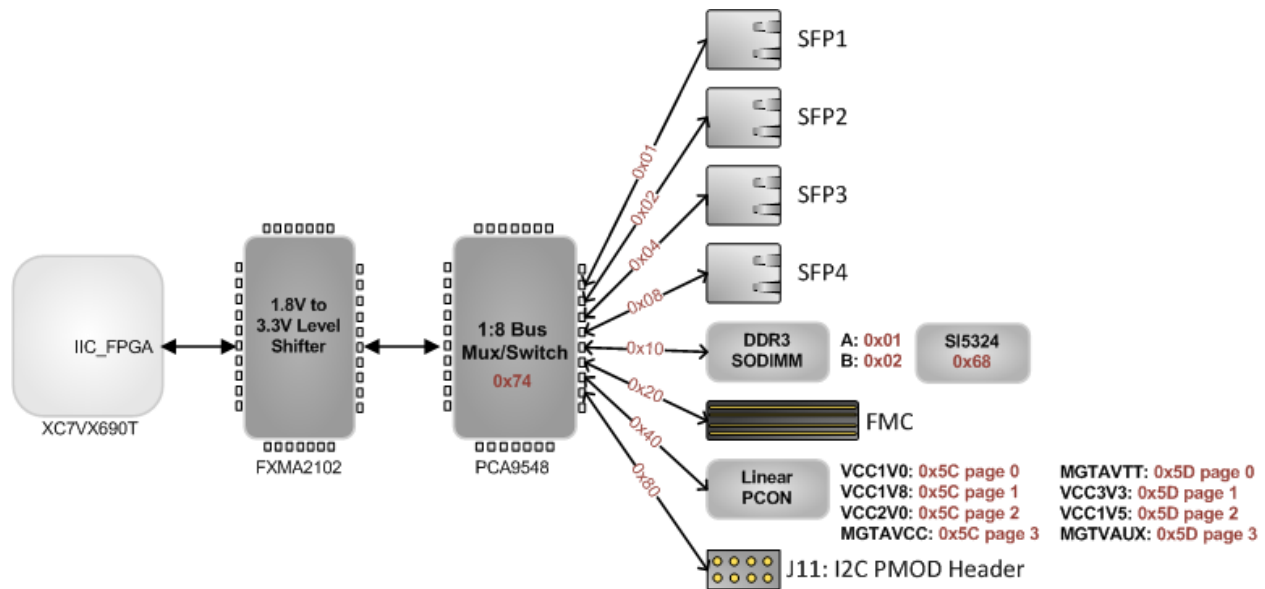 SFP1
0x01
SFP2
0x02
SFP3
0x04
SFP4
0x08
IIC_FPGA
XC7VX690T
1.8V to
3.3V Level
Shifter
FXMA2102
1:8 Bus
Mux/Switch
0x74
PCA9548
0x10
DDR3
SODIMM
A: 0x01
B: 0x02
SI5324
0x68
0x20
FMC
0x40
Linear
PCON
VCC1V0: 0x5C page 0
VCC1V8: 0x5C page 1
VCC2V0: 0x5C page 2
MGTAVCC: 0x5C page 3
MGTAVTT: 0x5D page 0
VCC3V3: 0x5D page 1
VCC1V5: 0x5D page 2
MGTVAUX: 0x5D page 3
0x80
J11: I2C PMOD Header